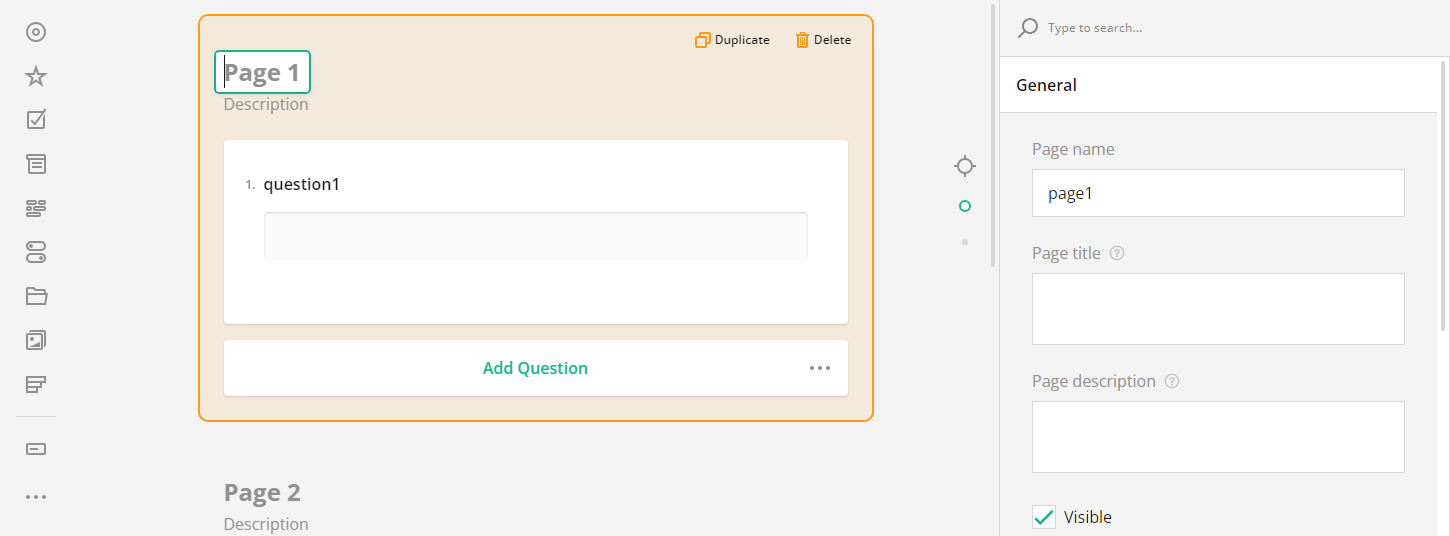 Duplicate
Delete
Page 1
Description
1. question1
Add Question
Page 2
Description
Type to search...
General
Page name
page1
Page title
Page description
Visible